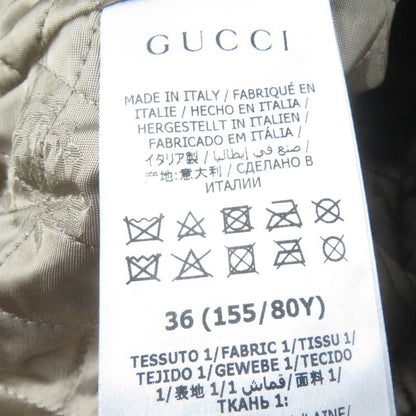 GUCCI
MADE IN ITALY / FABRIQUÉ EN
ITALIE / HECHO EN ITALIA /
HERGESTELLT IN ITALIEN /
FABRICADO EM ITÁLIA /
イタリア製 / صنع في إيطاليا /
产地:意大利 / СДЕЛАНО В
ИТАЛИИ
36 (155/80Y)
TESSUTO 1/FABRIC 1/TISSU 1/
TEJIDO 1/GEWEBE 1/TECIDO
1/表地 1/قماش 1/面料 1/
ТКАНЬ 1: